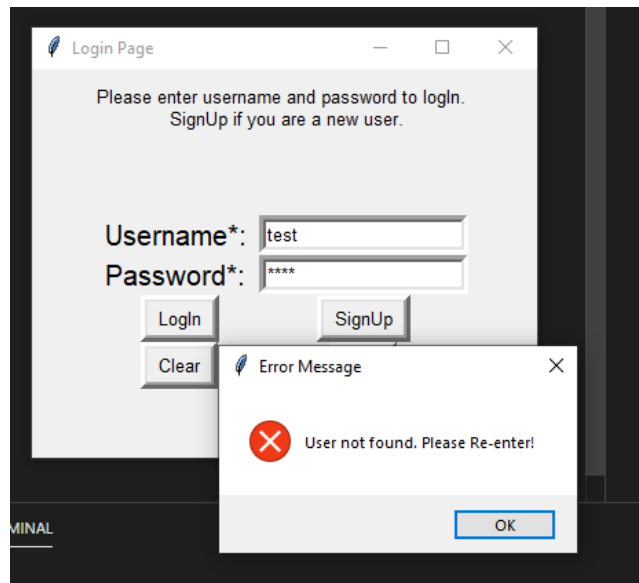 Login Page
Please enter username and password to logIn.
SignUp if you are a new user.
Username*: test
Password*: ****
LogIn SignUp
Clear
Error Message
User not found. Please Re-enter!
OK
MINAL